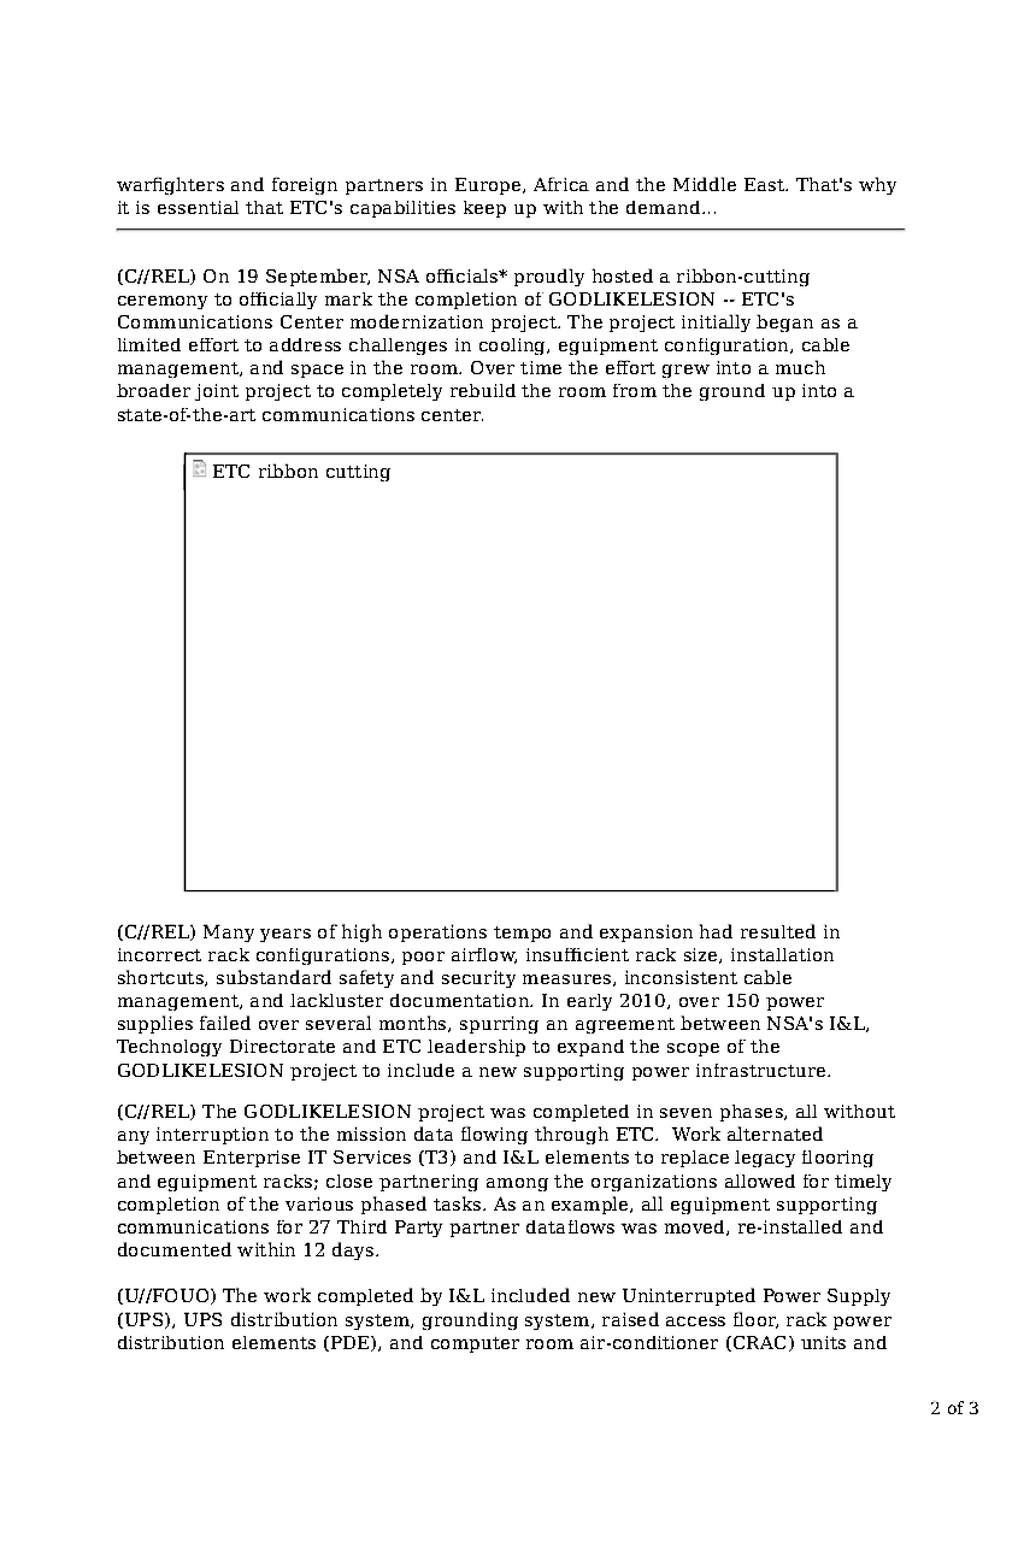 warfighters and foreign partners in Europe, Africa and the Middle East. That's why
it is essential that ETC's capabilities keep up with the demand...
(C//REL) On 19 September, NSA officials* proudly hosted a ribbon-cutting
ceremony to officially mark the completion of GODLIKELESION -- ETC's
Communications Center modernization project. The project initially began as a
limited effort to address challenges in cooling, equipment configuration, cable
management, and space in the room. Over time the effort grew into a much
broader joint project to completely rebuild the room from the ground up into a
state-of-the-art communications center.
ETC ribbon cutting
(C//REL) Many years of high operations tempo and expansion had resulted in
incorrect rack configurations, poor airflow, insufficient rack size, installation
shortcuts, substandard safety and security measures, inconsistent cable
management, and lackluster documentation. In early 2010, over 150 power
supplies failed over several months, spurring an agreement between NSA's I&L,
Technology Directorate and ETC leadership to expand the scope of the
GODLIKELESION project to include a new supporting power infrastructure.
(C//REL) The GODLIKELESION project was completed in seven phases, all without
any interruption to the mission data flowing through ETC.  Work alternated
between Enterprise IT Services (T3) and I&L elements to replace legacy flooring
and equipment racks; close partnering among the organizations allowed for timely
completion of the various phased tasks. As an example, all equipment supporting
communications for 27 Third Party partner dataflows was moved, re-installed and
documented within 12 days.
(U//FOUO) The work completed by I&L included new Uninterrupted Power Supply
(UPS), UPS distribution system, grounding system, raised access floor, rack power
distribution elements (PDE), and computer room air-conditioner (CRAC) units and
2 of 3